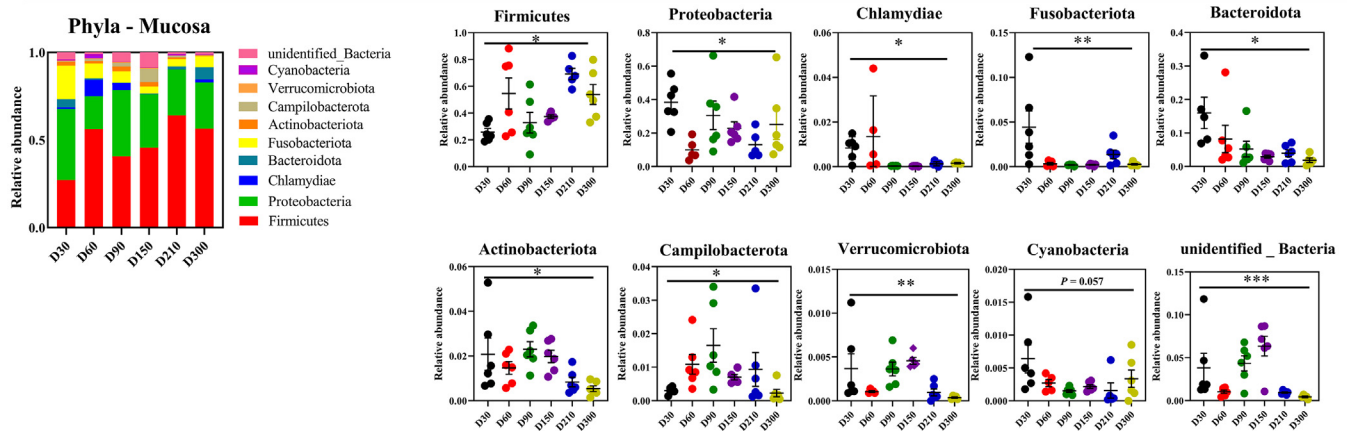 Phyla - Mucosa
Relative abundance
1.0
0.5
0.0
D30
D60
D90
D150
D210
D300
unidentified_Bacteria
Cyanobacteria
Verrucomicrobiota
Campilobacterota
Actinobacteriota
Fusobacteriota
Bacteroidota
Chlamydiae
Proteobacteria
Firmicutes
Firmicutes
*
Relative abundance
1.0
0.8
0.6
0.4
0.2
0.0
D30
D60
D90
D150
D210
D300
Proteobacteria
*
Relative abundance
0.8
0.6
0.4
0.2
0.0
D30
D60
D90
D150
D210
D300
Chlamydiae
*
Relative abundance
0.06
0.04
0.02
0.00
D30
D60
D90
D150
D210
D300
Fusobacteriota
**
Relative abundance
0.15
0.10
0.05
0.00
D30
D60
D90
D150
D210
D300
Bacteroidota
*
Relative abundance
0.4
0.3
0.2
0.1
0.0
D30
D60
D90
D150
D210
D300
Actinobacteriota
*
Relative abundance
0.06
0.04
0.02
0.00
D30
D60
D90
D150
D210
D300
Campilobacterota
*
Relative abundance
0.04
0.03
0.02
0.01
0.00
D30
D60
D90
D150
D210
D300
Verrucomicrobiota
**
Relative abundance
0.015
0.010
0.005
0.000
D30
D60
D90
D150
D210
D300
Cyanobacteria
P = 0.057
Relative abundance
0.020
0.015
0.010
0.005
0.000
D30
D60
D90
D150
D210
D300
unidentified _ Bacteria
***
Relative abundance
0.15
0.10
0.05
0.00
D30
D60
D90
D150
D210
D300